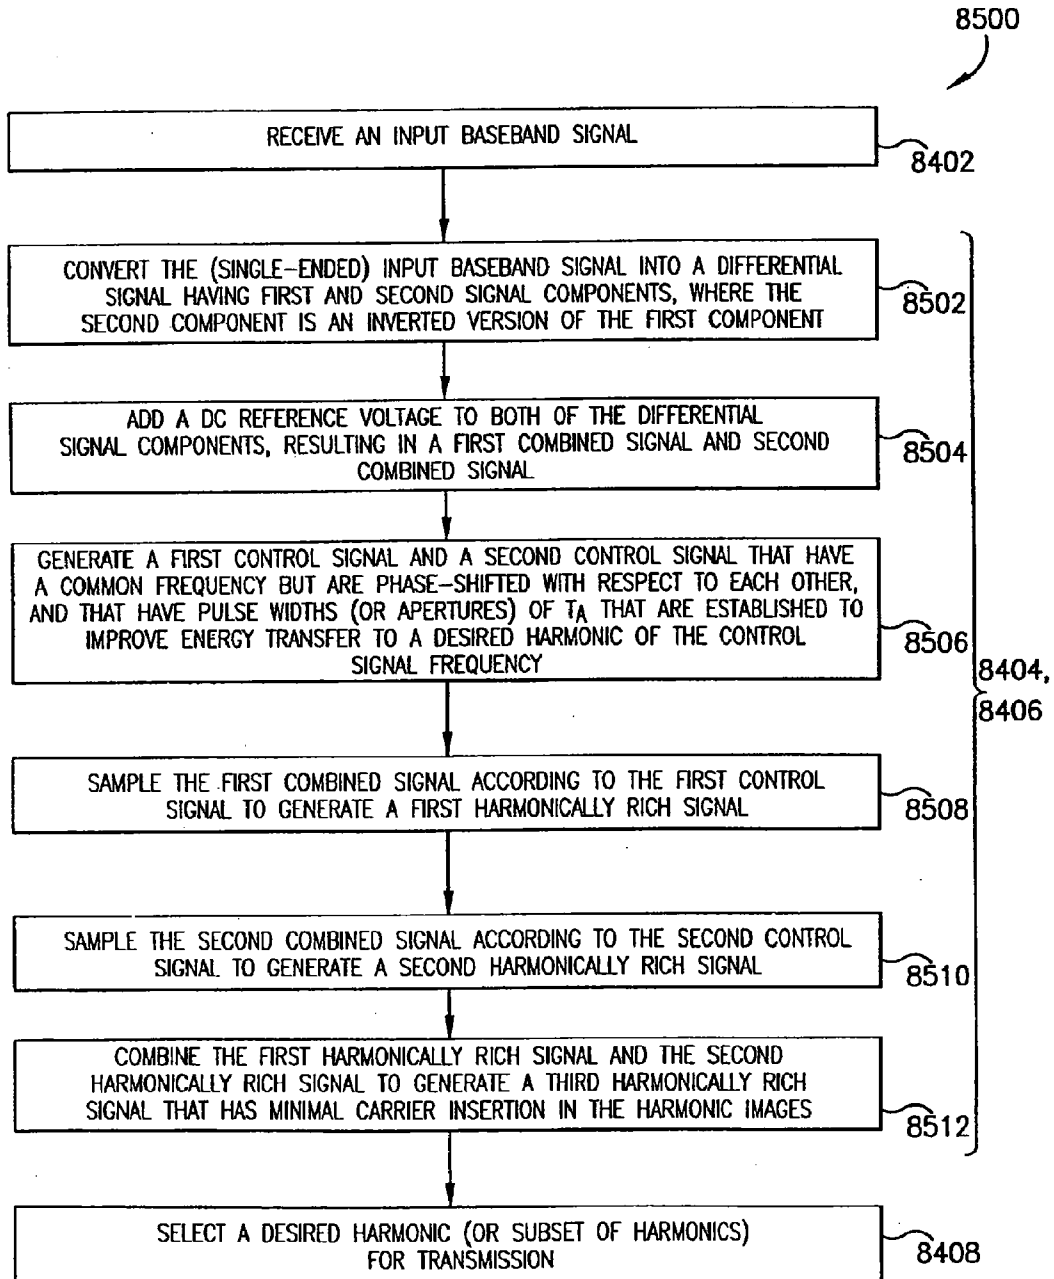 8500
RECEIVE AN INPUT BASEBAND SIGNAL
8402
CONVERT THE (SINGLE-ENDED) INPUT BASEBAND SIGNAL INTO A DIFFERENTIAL
SIGNAL HAVING FIRST AND SECOND SIGNAL COMPONENTS, WHERE THE
SECOND COMPONENT IS AN INVERTED VERSION OF THE FIRST COMPONENT
8502
ADD A DC REFERENCE VOLTAGE TO BOTH OF THE DIFFERENTIAL
SIGNAL COMPONENTS, RESULTING IN A FIRST COMBINED SIGNAL AND SECOND
COMBINED SIGNAL
8504
GENERATE A FIRST CONTROL SIGNAL AND A SECOND CONTROL SIGNAL THAT HAVE
A COMMON FREQUENCY BUT ARE PHASE-SHIFTED WITH RESPECT TO EACH OTHER,
AND THAT HAVE PULSE WIDTHS (OR APERTURES) OF TA THAT ARE ESTABLISHED TO
IMPROVE ENERGY TRANSFER TO A DESIRED HARMONIC OF THE CONTROL
SIGNAL FREQUENCY
8506
8404,
8406
SAMPLE THE FIRST COMBINED SIGNAL ACCORDING TO THE FIRST CONTROL
SIGNAL TO GENERATE A FIRST HARMONICALLY RICH SIGNAL
8508
SAMPLE THE SECOND COMBINED SIGNAL ACCORDING TO THE SECOND CONTROL
SIGNAL TO GENERATE A SECOND HARMONICALLY RICH SIGNAL
8510
COMBINE THE FIRST HARMONICALLY RICH SIGNAL AND THE SECOND
HARMONICALLY RICH SIGNAL TO GENERATE A THIRD HARMONICALLY RICH
SIGNAL THAT HAS MINIMAL CARRIER INSERTION IN THE HARMONIC IMAGES
8512
SELECT A DESIRED HARMONIC (OR SUBSET OF HARMONICS)
FOR TRANSMISSION
8408